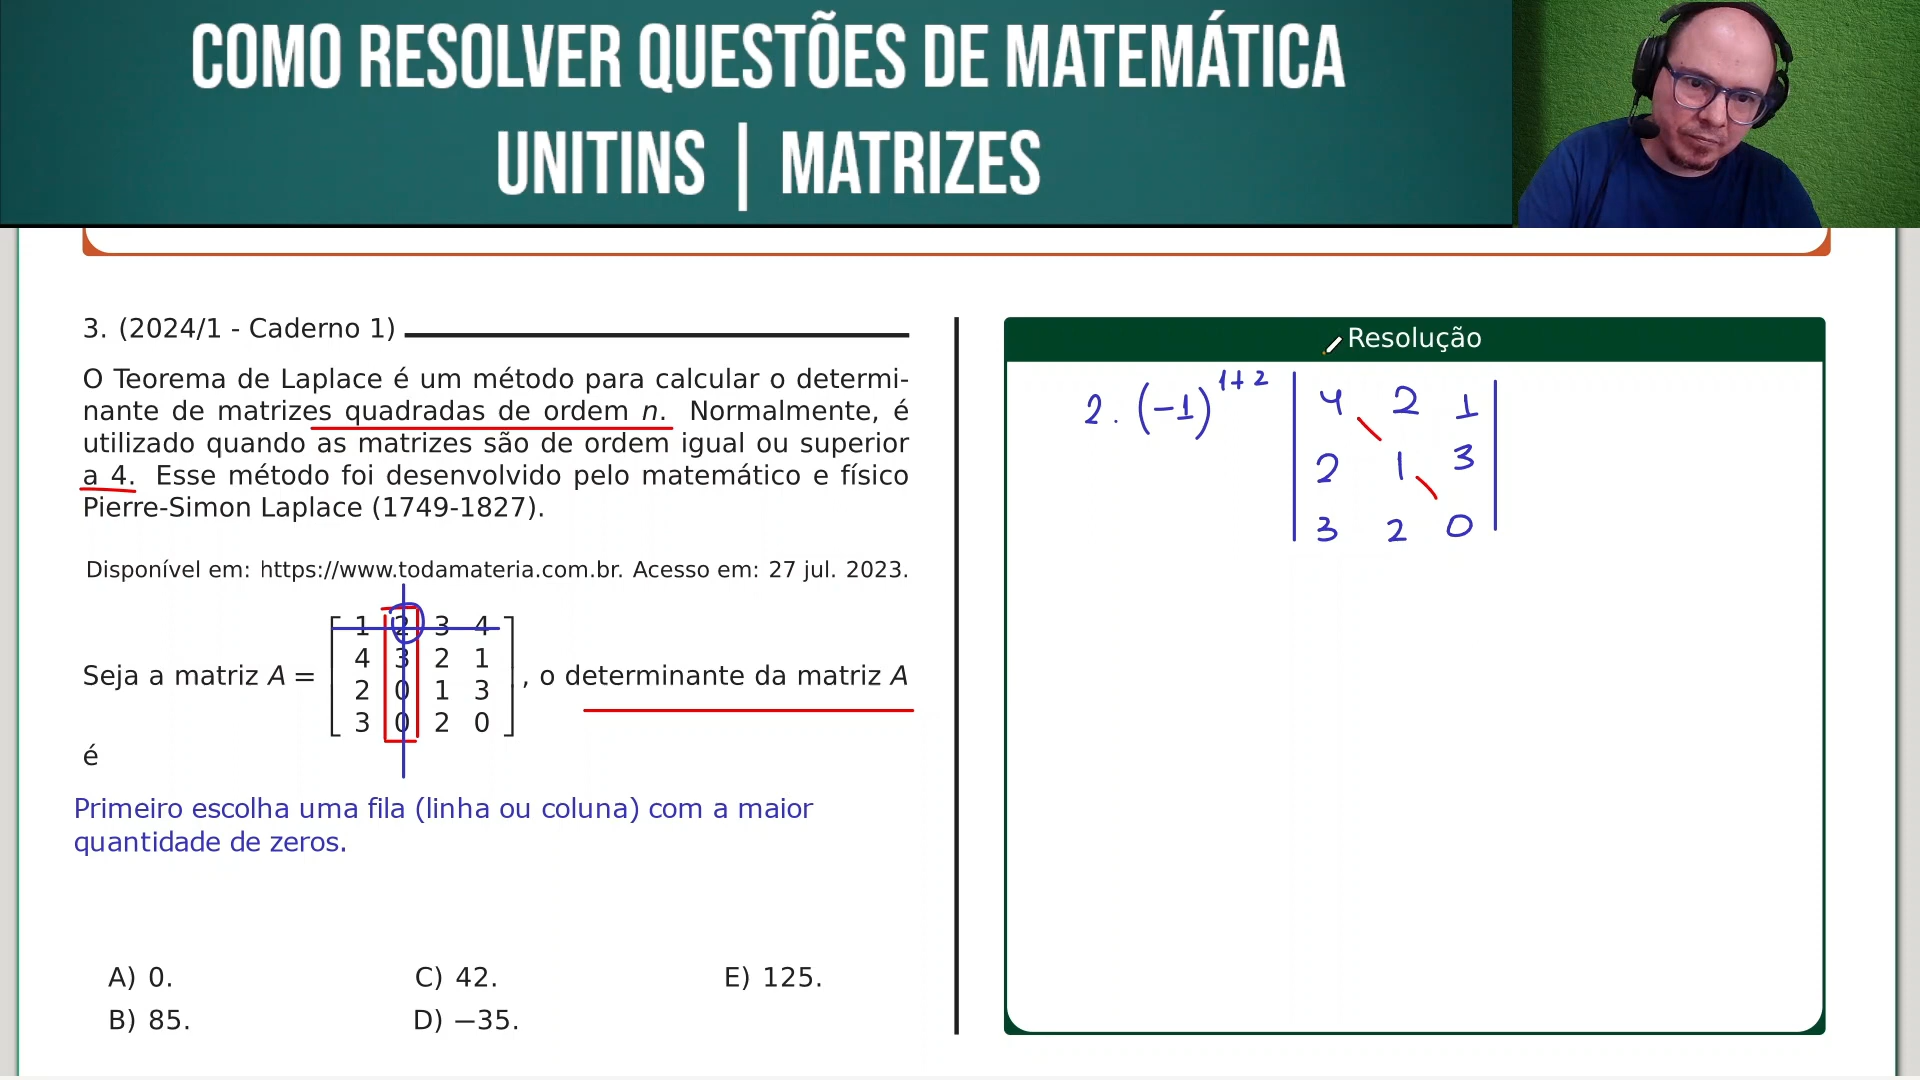 COMO RESOLVER QUESTÕES DE MATEMÁTICA
UNITINS | MATRIZES
3. (2024/1 - Caderno 1)
O Teorema de Laplace é um método para calcular o determi-
nante de matrizes quadradas de ordem n. Normalmente, é
utilizado quando as matrizes são de ordem igual ou superior
a 4. Esse método foi desenvolvido pelo matemático e físico
Pierre-Simon Laplace (1749-1827).
Disponível em: https://www.todamateria.com.br. Acesso em: 27 jul. 2023.
1 2 3 4
4 3 2 1
Seja a matriz A = , o determinante da matriz A
2 0 1 3
3 0 2 0
é
Primeiro escolha uma fila (linha ou coluna) com a maior
quantidade de zeros.
A) 0. C) 42. E) 125.
B) 85. D) −35.
Resolução
2 . (−1)^1+2 | 4 2 1 |
2 1 3
3 2 0